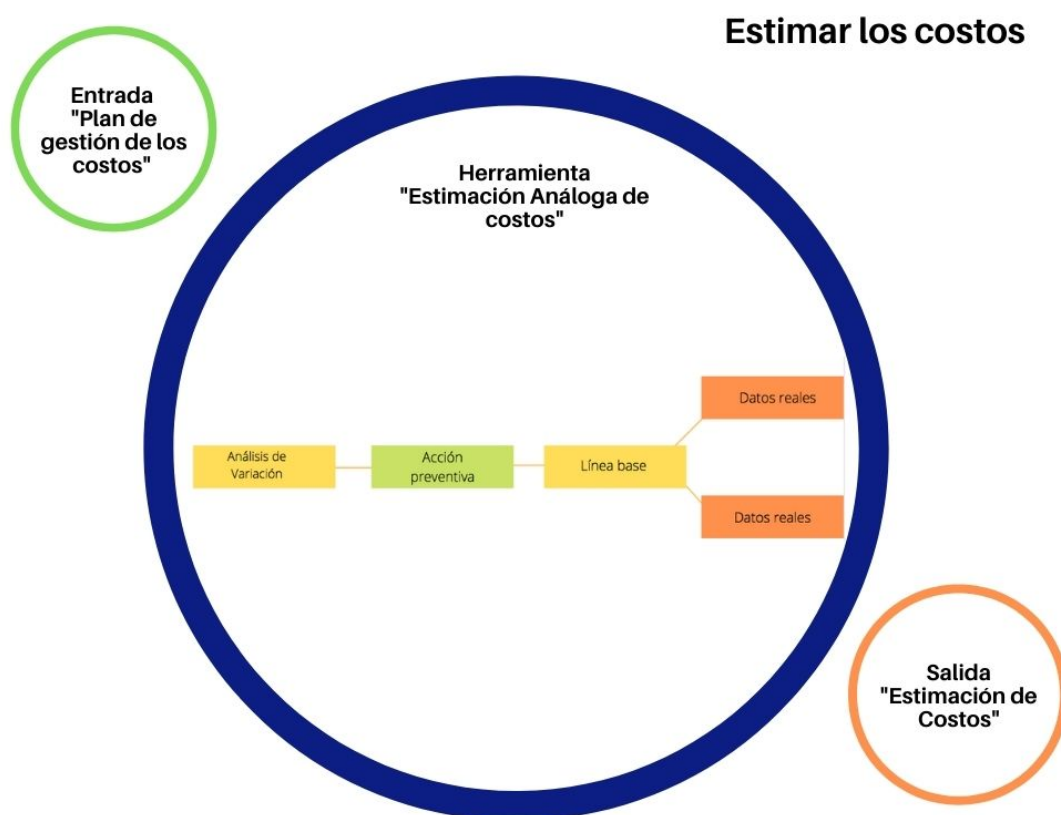 Estimar los costos
Entrada
"Plan de
gestión de los
costos"
Herramienta
"Estimación Análoga de
costos"
Análisis de
Variación
Acción
preventiva
Línea base
Datos reales
Datos reales
Salida
"Estimación de
Costos"